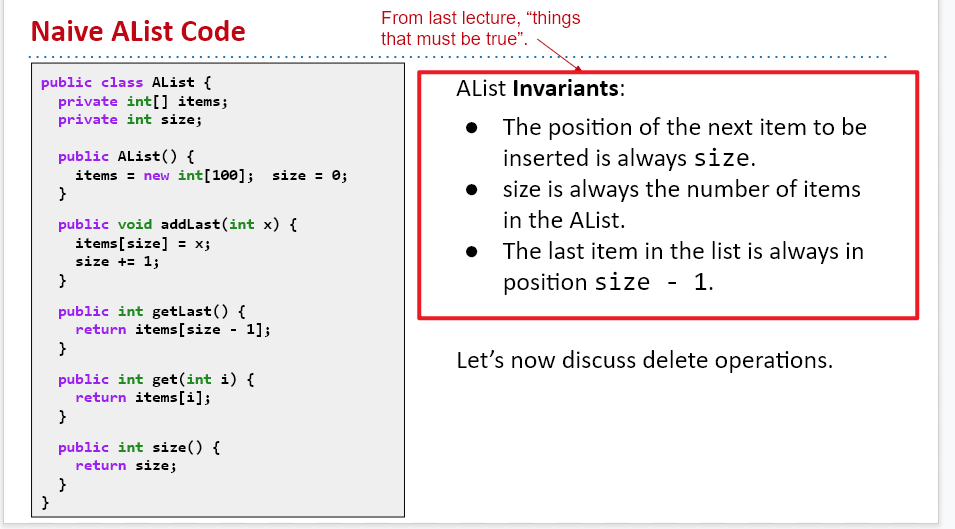 Naive AList Code
From last lecture, “things
that must be true”.
public class AList {
private int[] items;
private int size;
public AList() {
items = new int[100];  size = 0;
}
public void addLast(int x) {
items[size] = x;
size += 1;
}
public int getLast() {
return items[size - 1];
}
public int get(int i) {
return items[i];
}
public int size() {
return size;
}
}
AList Invariants:
● The position of the next item to be
inserted is always size.
● size is always the number of items
in the AList.
● The last item in the list is always in
position size - 1.
Let’s now discuss delete operations.